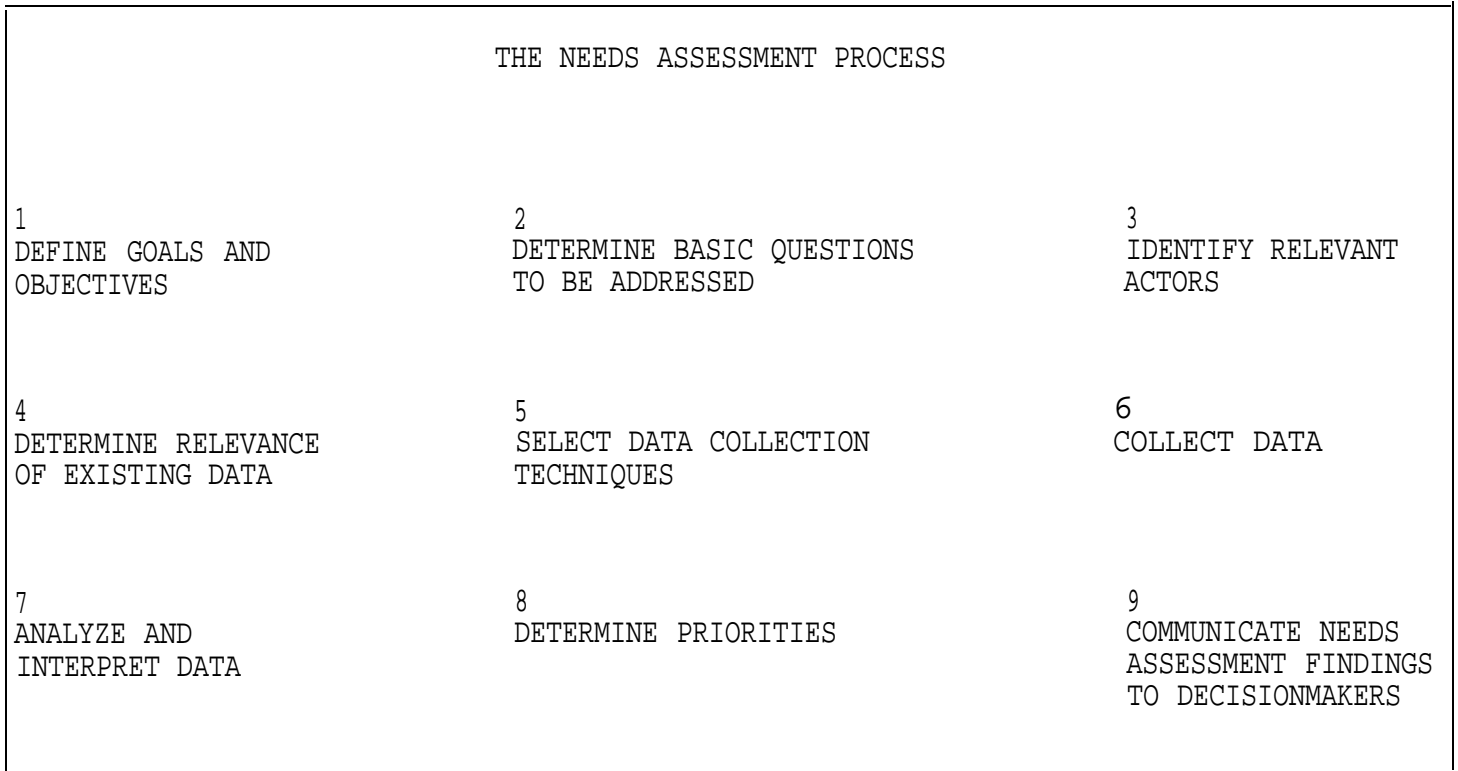 THE NEEDS ASSESSMENT PROCESS
1
DEFINE GOALS AND
OBJECTIVES
2
DETERMINE BASIC QUESTIONS
TO BE ADDRESSED
3
IDENTIFY RELEVANT
ACTORS
4
DETERMINE RELEVANCE
OF EXISTING DATA
5
SELECT DATA COLLECTION
TECHNIQUES
6
COLLECT DATA
7
ANALYZE AND
INTERPRET DATA
8
DETERMINE PRIORITIES
9
COMMUNICATE NEEDS
ASSESSMENT FINDINGS
TO DECISIONMAKERS